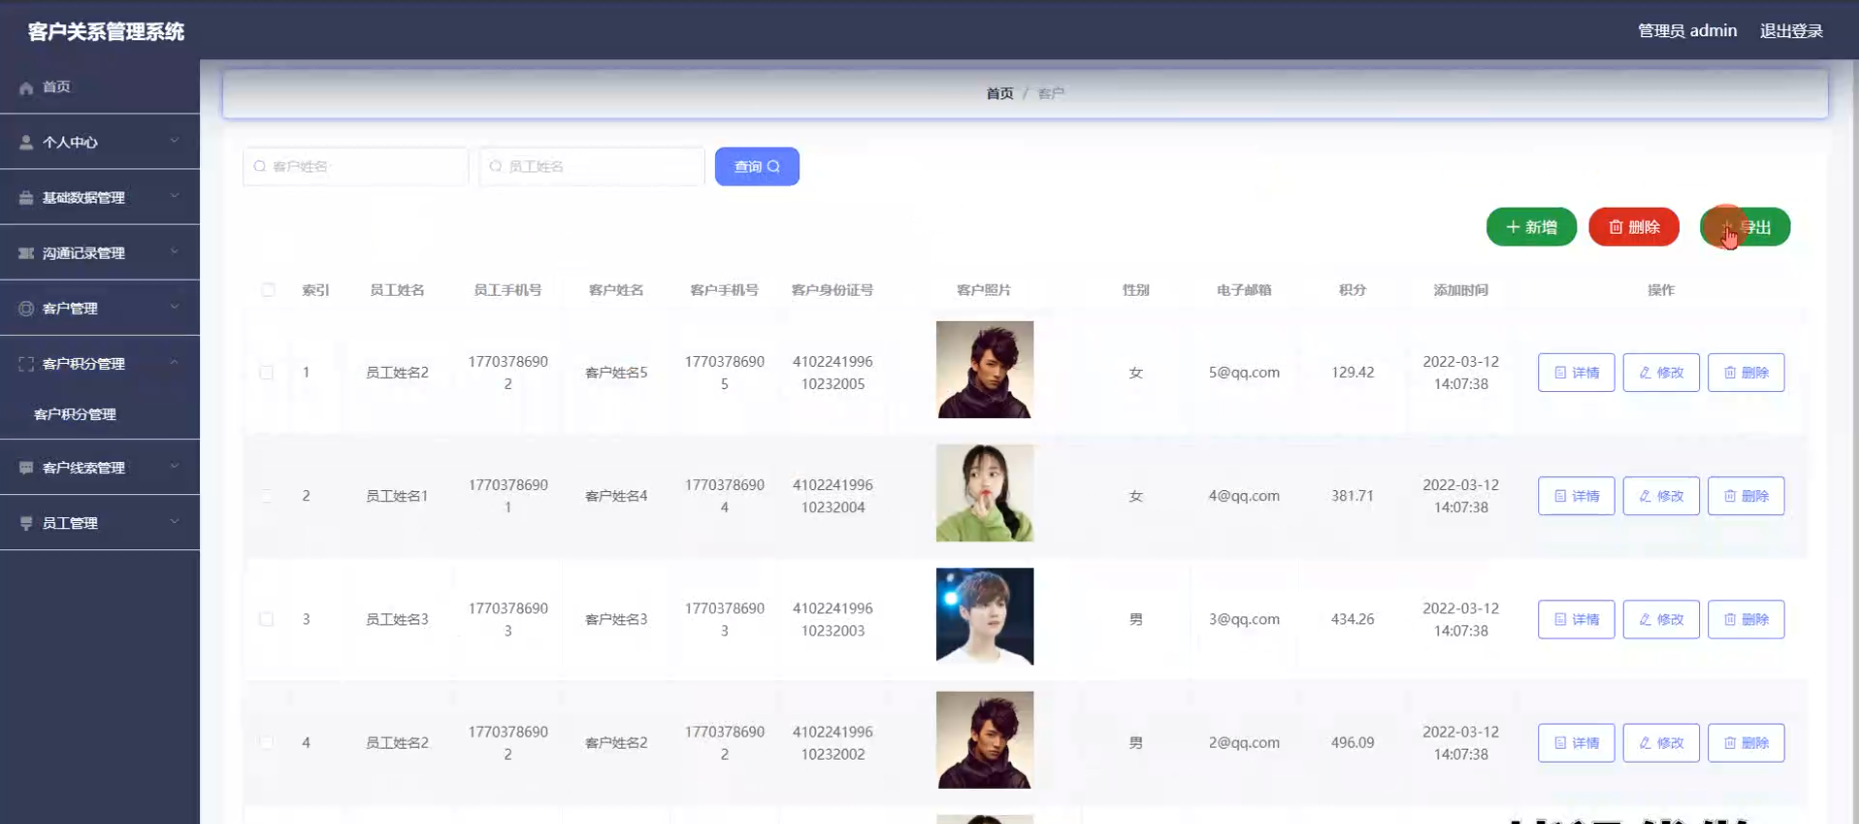 客户关系管理系统
管理员 admin 退出登录
首页
个人中心
基础数据管理
沟通记录管理
客户管理
客户积分管理
客户积分管理
客户线索管理
员工管理
首页 / 客户
客户姓名 员工姓名 查询
新增 删除 导出
索引 员工姓名 员工手机号 客户姓名 客户手机号 客户身份证号 客户照片 性别 电子邮箱 积分 添加时间 操作
1 员工姓名2 17703786902 客户姓名5 17703786905 410224199610232005 女 5@qq.com 129.42 2022-03-12 14:07:38 详情 修改 删除
2 员工姓名1 17703786901 客户姓名4 17703786904 410224199610232004 女 4@qq.com 381.71 2022-03-12 14:07:38 详情 修改 删除
3 员工姓名3 17703786903 客户姓名3 17703786903 410224199610232003 男 3@qq.com 434.26 2022-03-12 14:07:38 详情 修改 删除
4 员工姓名2 17703786902 客户姓名2 17703786902 410224199610232002 男 2@qq.com 496.09 2022-03-12 14:07:38 详情 修改 删除